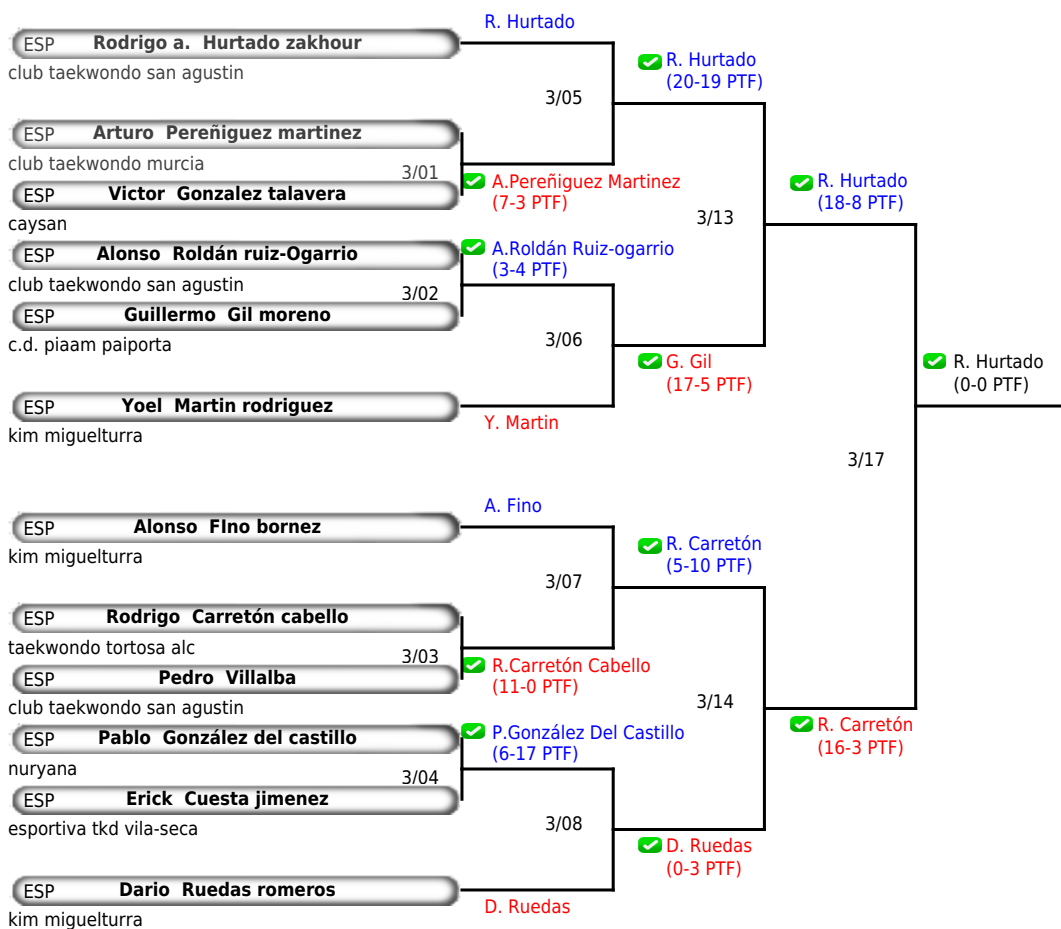 R. Hurtado
ESP Rodrigo a. Hurtado zakhour
club taekwondo san agustin
R. Hurtado
(20-19 PTF)
3/05
ESP Arturo Pereñiguez martinez
club taekwondo murcia
3/01
A.Pereñiguez Martinez
(7-3 PTF)
ESP Victor Gonzalez talavera
caysan
R. Hurtado
(18-8 PTF)
3/13
ESP Alonso Roldán ruiz-Ogarrio
club taekwondo san agustin
A.Roldán Ruiz-ogarrio
(3-4 PTF)
3/02
ESP Guillermo Gil moreno
c.d. piaam paiporta
3/06
G. Gil
(17-5 PTF)
R. Hurtado
(0-0 PTF)
ESP Yoel Martin rodriguez
kim miguelturra
Y. Martin
3/17
A. Fino
ESP Alonso FIno bornez
kim miguelturra
R. Carretón
(5-10 PTF)
3/07
ESP Rodrigo Carretón cabello
taekwondo tortosa alc
3/03
R.Carretón Cabello
(11-0 PTF)
ESP Pedro Villalba
club taekwondo san agustin
3/14
R. Carretón
(16-3 PTF)
ESP Pablo González del castillo
nuryana
P.González Del Castillo
(6-17 PTF)
3/04
ESP Erick Cuesta jimenez
esportiva tkd vila-seca
3/08
D. Ruedas
(0-3 PTF)
ESP Dario Ruedas romeros
kim miguelturra
D. Ruedas